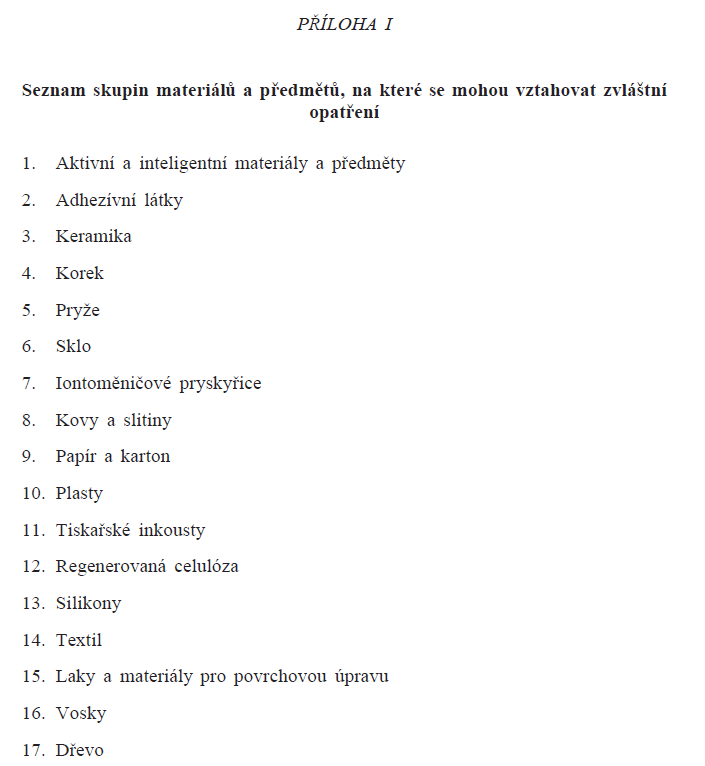 PŘÍLOHA I
Seznam skupin materiálů a předmětů, na které se mohou vztahovat zvláštní
opatření
1. Aktivní a inteligentní materiály a předměty
2. Adhezívní látky
3. Keramika
4. Korek
5. Pryže
6. Sklo
7. Iontoměničové pryskyřice
8. Kovy a slitiny
9. Papír a karton
10. Plasty
11. Tiskařské inkousty
12. Regenerovaná celulóza
13. Silikony
14. Textil
15. Laky a materiály pro povrchovou úpravu
16. Vosky
17. Dřevo